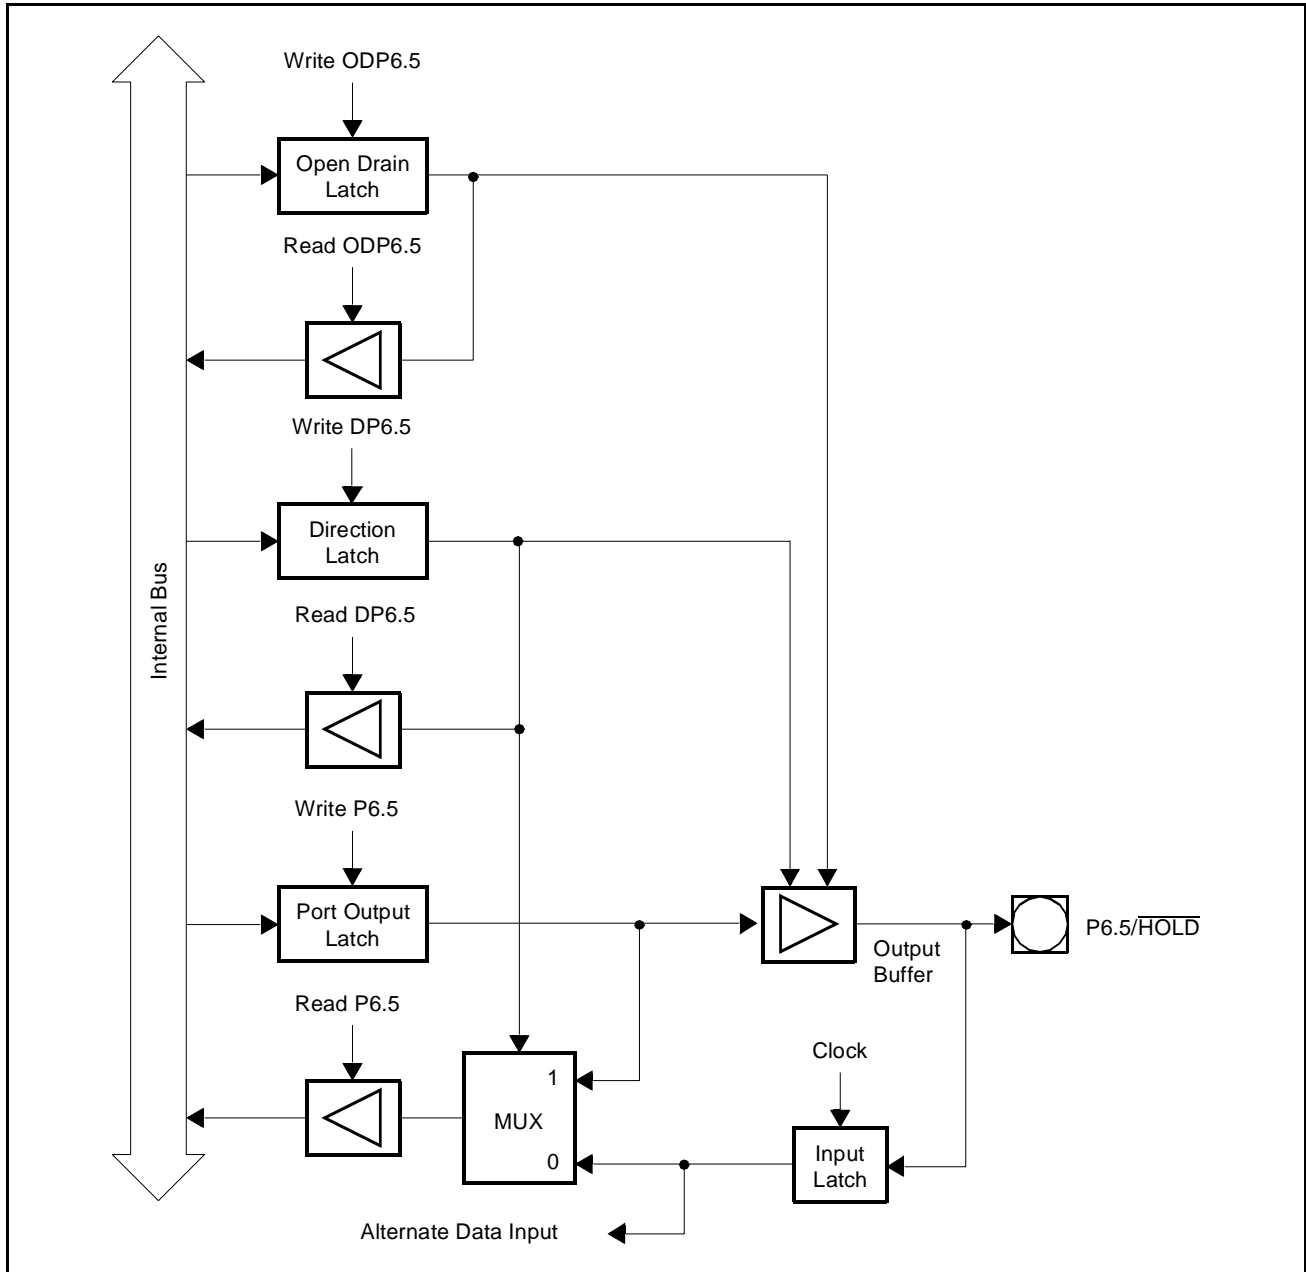 Write ODP6.5
Open Drain
Latch
Read ODP6.5
Write DP6.5
Direction
Latch
Internal Bus
Read DP6.5
Write P6.5
Port Output
Latch
P6.5/H̅O̅L̅D̅
Output
Buffer
Read P6.5
Clock
1
MUX
0
Input
Latch
Alternate Data Input